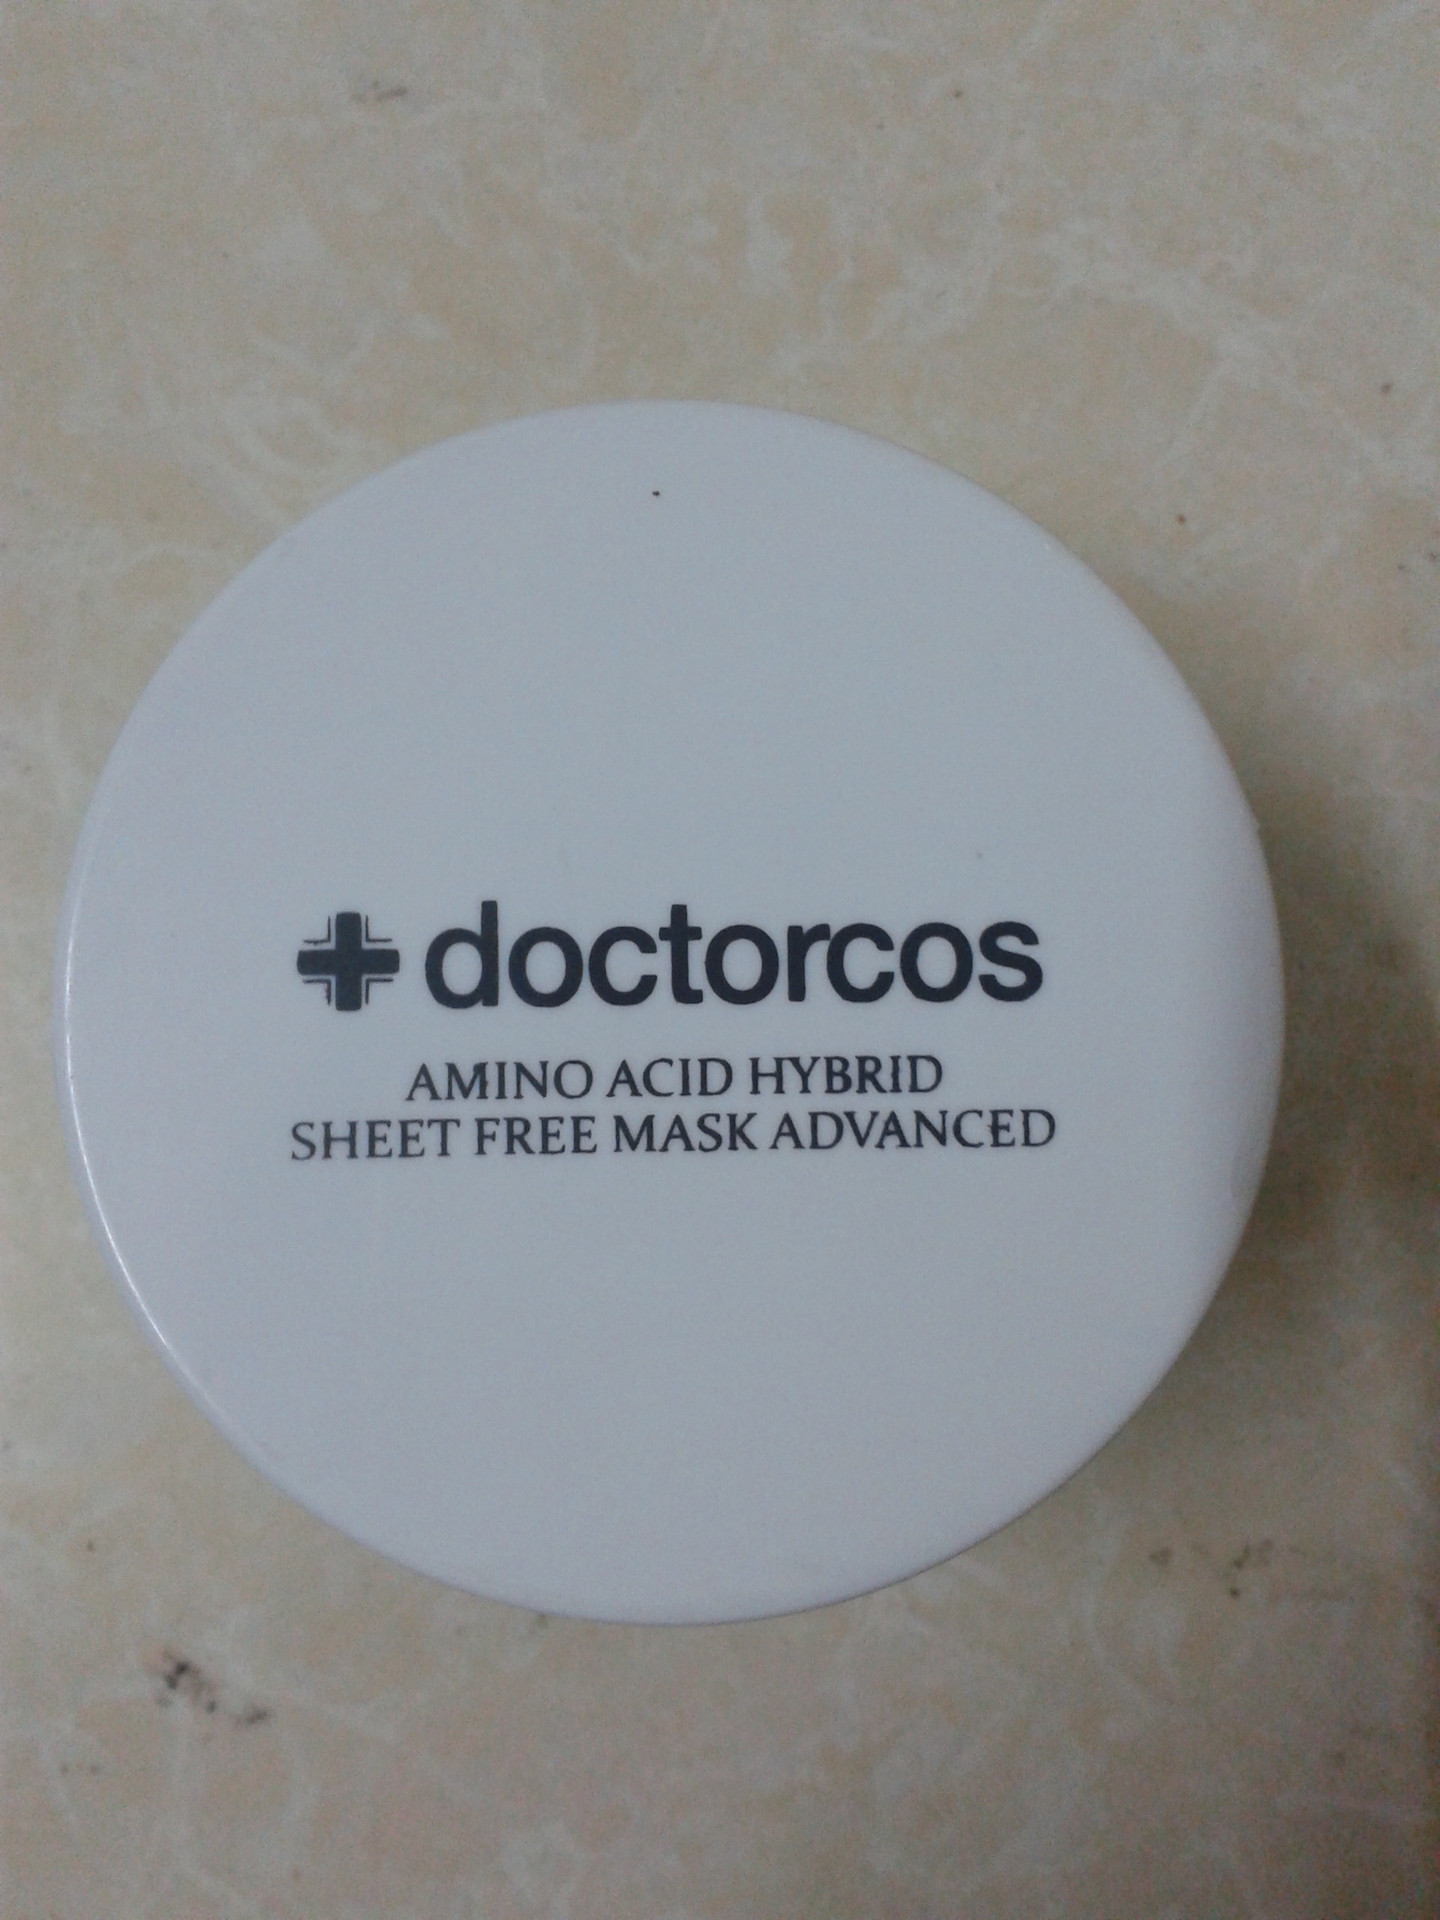 doctorcos
AMINO ACID HYBRID
SHEET FREE MASK ADVANCED